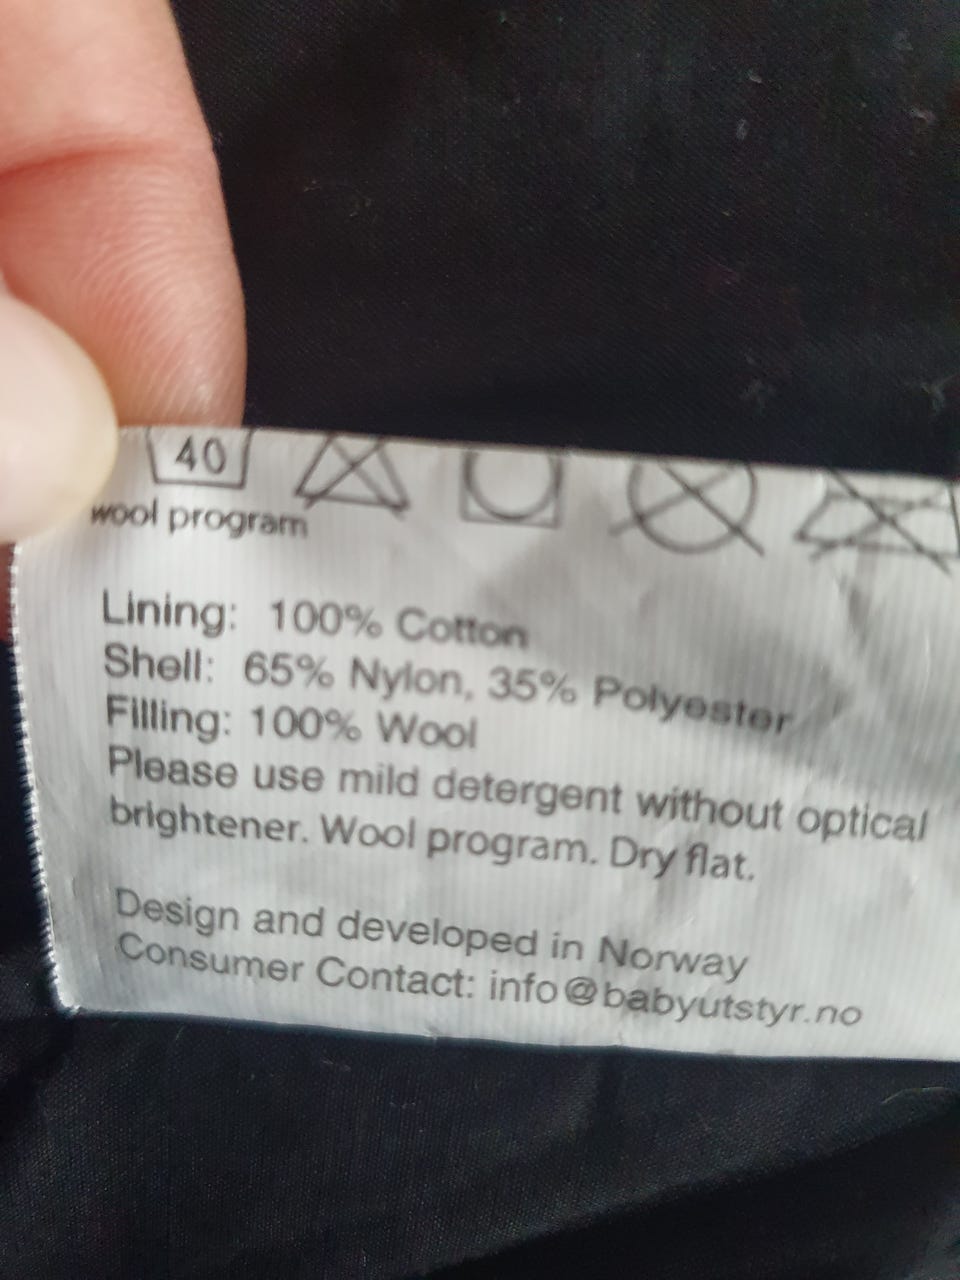 40
wool program
Lining: 100% Cotton
Shell: 65% Nylon, 35% Polyester
Filling: 100% Wool
Please use mild detergent without optical
brightener. Wool program. Dry flat.
Design and developed in Norway
Consumer Contact: info@babyutstyr.no